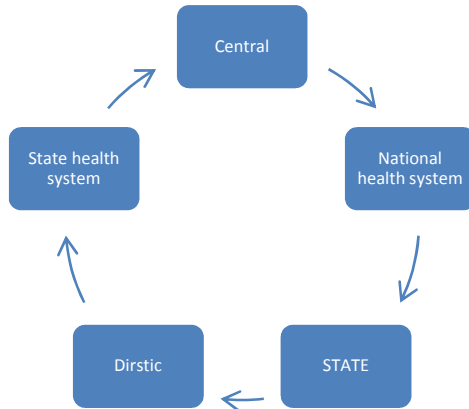 Central
National
health system
STATE
Dirstic
State health
system